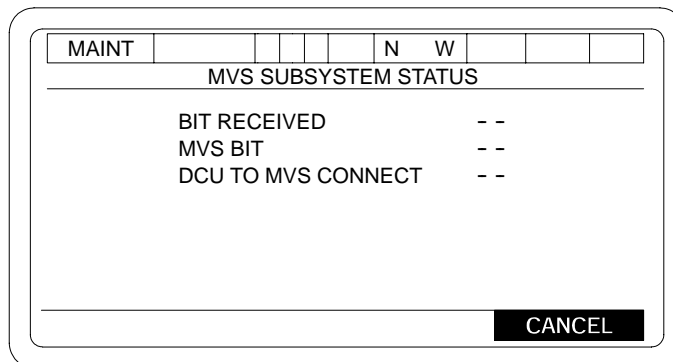 MAINT N W
MVS SUBSYSTEM STATUS
BIT RECEIVED - -
MVS BIT - -
DCU TO MVS CONNECT - -
CANCEL